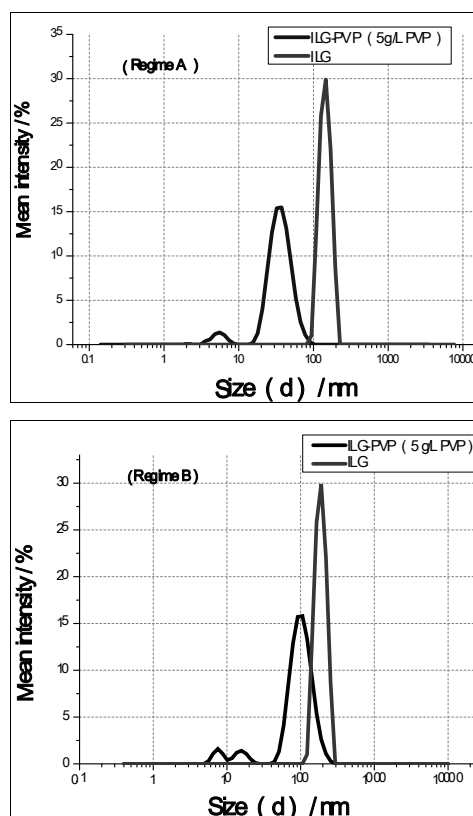 ILG-PVP ( 5g/L PVP)
ILG
( Regime A )
Mean intensity / %
35
30
25
20
15
10
5
0
0.1 1 10 100 1000 10000
Size ( d ) / nm
ILG-PVP ( 5 g/L PVP)
ILG
(Regime B )
Mean intensity / %
30
25
20
15
10
5
0
0.1 1 10 100 1000 10000
Size ( d ) / nm